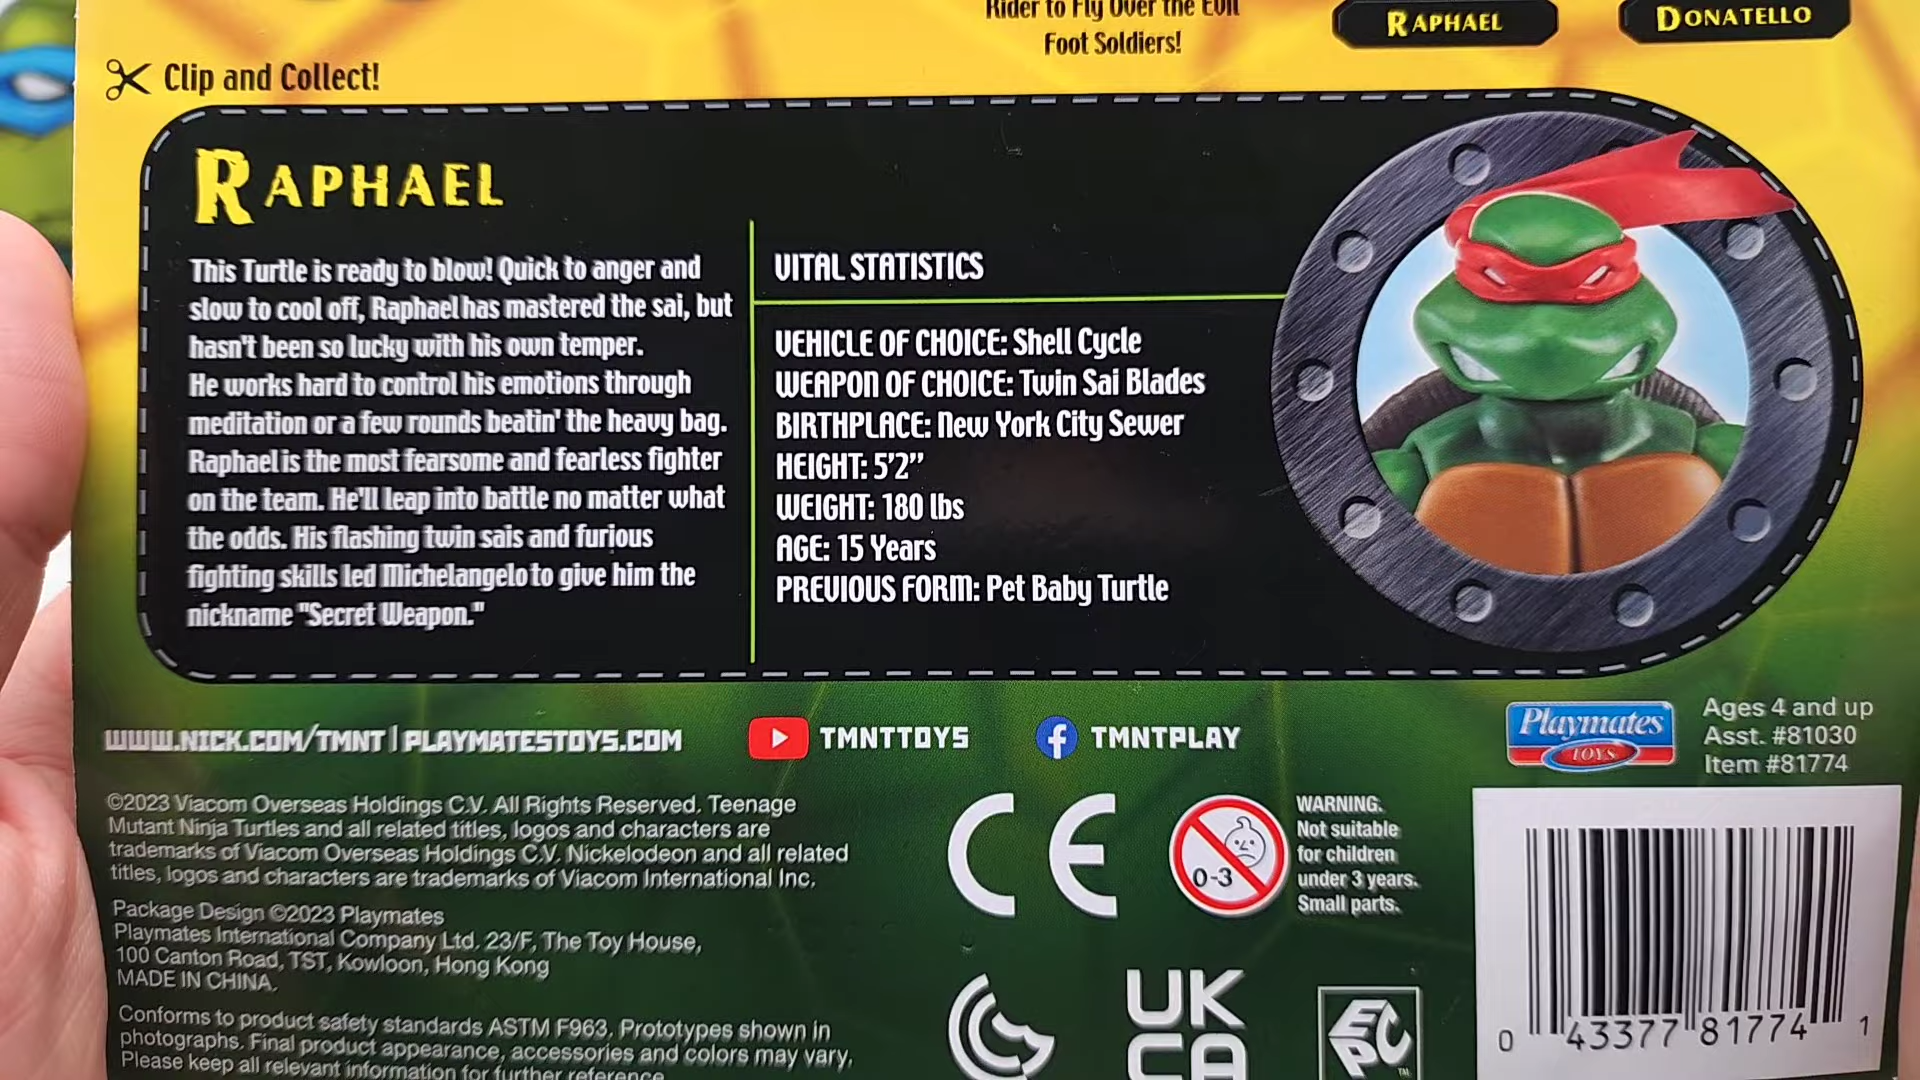 Rider to Fly Over the Evil
Foot Soldiers!
RAPHAEL
DONATELLO
Clip and Collect!
RAPHAEL
This Turtle is ready to blow! Quick to anger and
slow to cool off, Raphael has mastered the sai, but
hasn't been so lucky with his own temper.
He works hard to control his emotions through
meditation or a few rounds beatin' the heavy bag.
Raphael is the most fearsome and fearless fighter
on the team. He'll leap into battle no matter what
the odds. His flashing twin sais and furious
fighting skills led Michelangelo to give him the
nickname "Secret Weapon."
VITAL STATISTICS
VEHICLE OF CHOICE: Shell Cycle
WEAPON OF CHOICE: Twin Sai Blades
BIRTHPLACE: New York City Sewer
HEIGHT: 5'2"
WEIGHT: 180 lbs
AGE: 15 Years
PREVIOUS FORM: Pet Baby Turtle
WWW.NICK.COM/TMNT | PLAYMATESTOYS.COM
TMNTTOYS
TMNTPLAY
Playmates
TOYS
Ages 4 and up
Asst. #81030
Item #81774
©2023 Viacom Overseas Holdings C.V. All Rights Reserved. Teenage
Mutant Ninja Turtles and all related titles, logos and characters are
trademarks of Viacom Overseas Holdings C.V. Nickelodeon and all related
titles, logos and characters are trademarks of Viacom International Inc.
Package Design ©2023 Playmates
Playmates International Company Ltd. 23/F, The Toy House,
100 Canton Road, TST, Kowloon, Hong Kong
MADE IN CHINA.
Conforms to product safety standards ASTM F963. Prototypes shown in
photographs. Final product appearance, accessories and colors may vary.
Please keep all relevant information for further reference
CE
0-3
WARNING.
Not suitable
for children
under 3 years.
Small parts.
UK
CA
EPC
TM
0 43377 81774 1